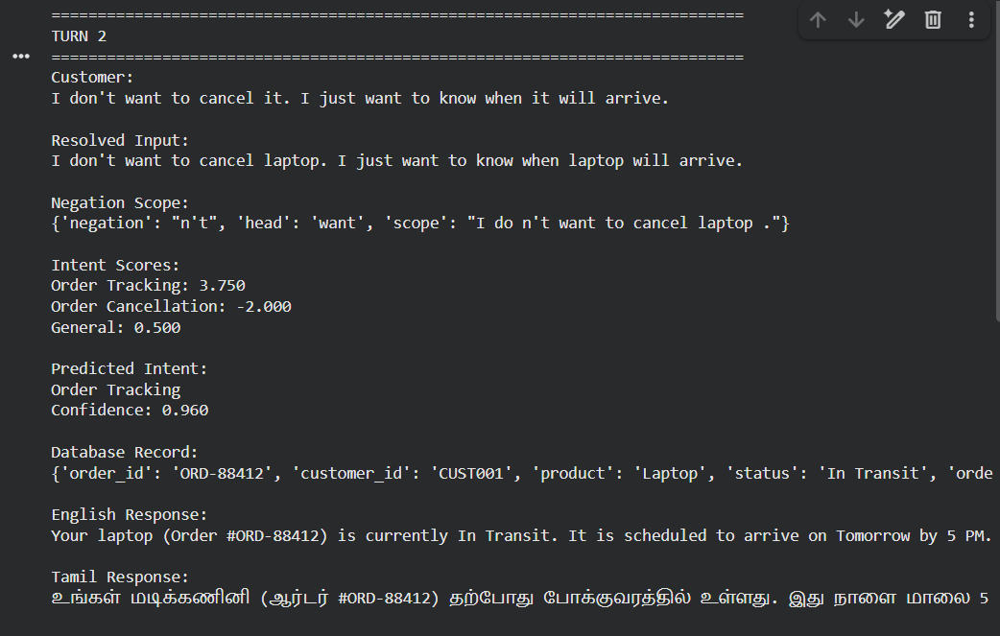 ============================================================================
TURN 2
============================================================================
Customer:
I don't want to cancel it. I just want to know when it will arrive.
Resolved Input:
I don't want to cancel laptop. I just want to know when laptop will arrive.
Negation Scope:
{'negation': "n't", 'head': 'want', 'scope': "I do n't want to cancel laptop ."}
Intent Scores:
Order Tracking: 3.750
Order Cancellation: -2.000
General: 0.500
Predicted Intent:
Order Tracking
Confidence: 0.960
Database Record:
{'order_id': 'ORD-88412', 'customer_id': 'CUST001', 'product': 'Laptop', 'status': 'In Transit', 'orde
English Response:
Your laptop (Order #ORD-88412) is currently In Transit. It is scheduled to arrive on Tomorrow by 5 PM.
Tamil Response:
உங்கள் மடிக்கணினி (ஆர்டர் #ORD-88412) தற்போது போக்குவரத்தில் உள்ளது. இது நாளை மாலை 5